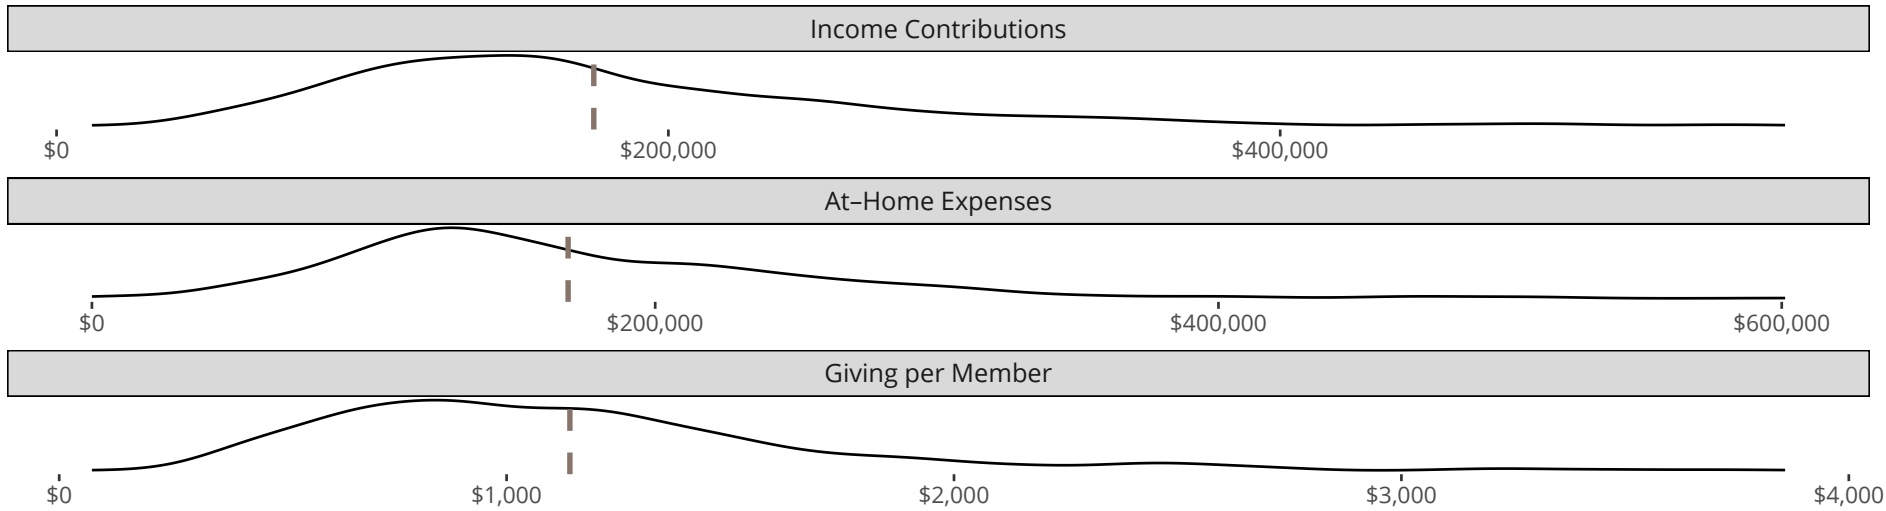 Income Contributions
$0 $200,000 $400,000
At–Home Expenses
$0 $200,000 $400,000 $600,000
Giving per Member
$0 $1,000 $2,000 $3,000 $4,000